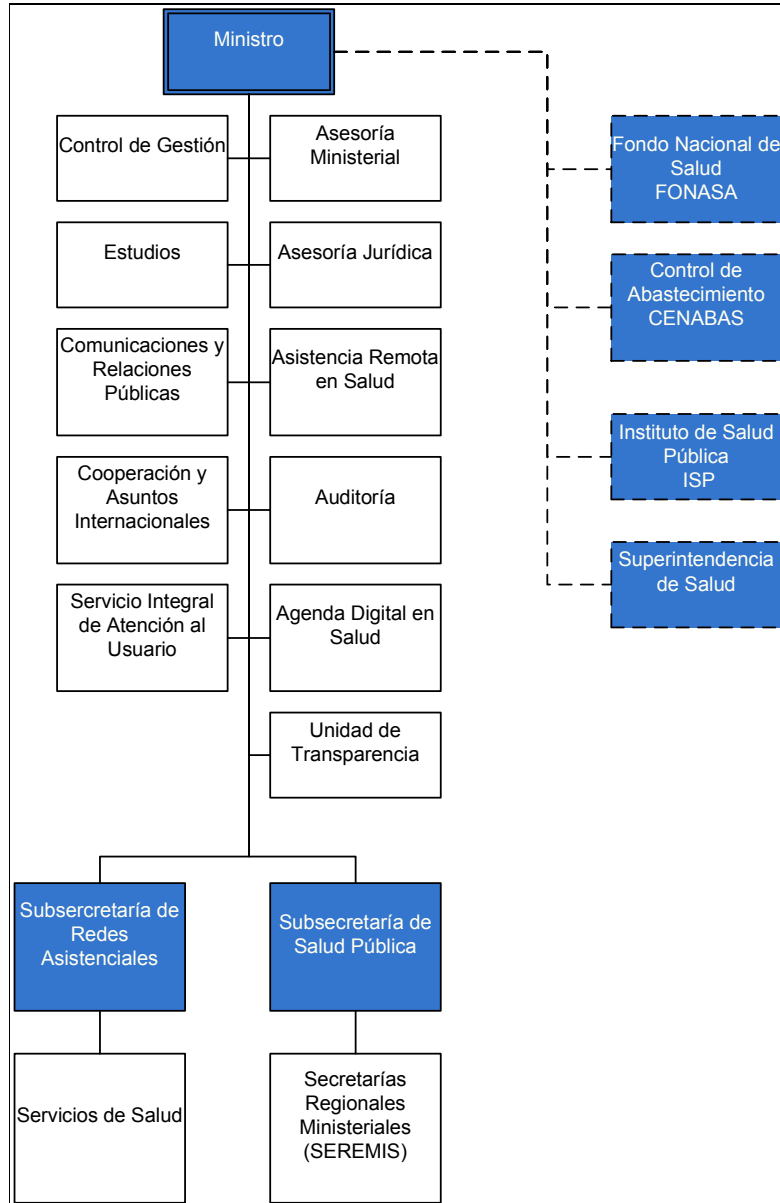 Ministro
Control de Gestión
Asesoría
Ministerial
Fondo Nacional de
Salud
FONASA
Estudios
Asesoría Jurídica
Control de
Abastecimiento
CENABAS
Comunicaciones y
Relaciones
Públicas
Asistencia Remota
en Salud
Instituto de Salud
Pública
ISP
Cooperación y
Asuntos
Internacionales
Auditoría
Superintendencia
de Salud
Servicio Integral
de Atención al
Usuario
Agenda Digital en
Salud
Unidad de
Transparencia
Subsercretaría de
Redes
Asistenciales
Subsecretaría de
Salud Pública
Servicios de Salud
Secretarías
Regionales
Ministeriales
(SEREMIS)